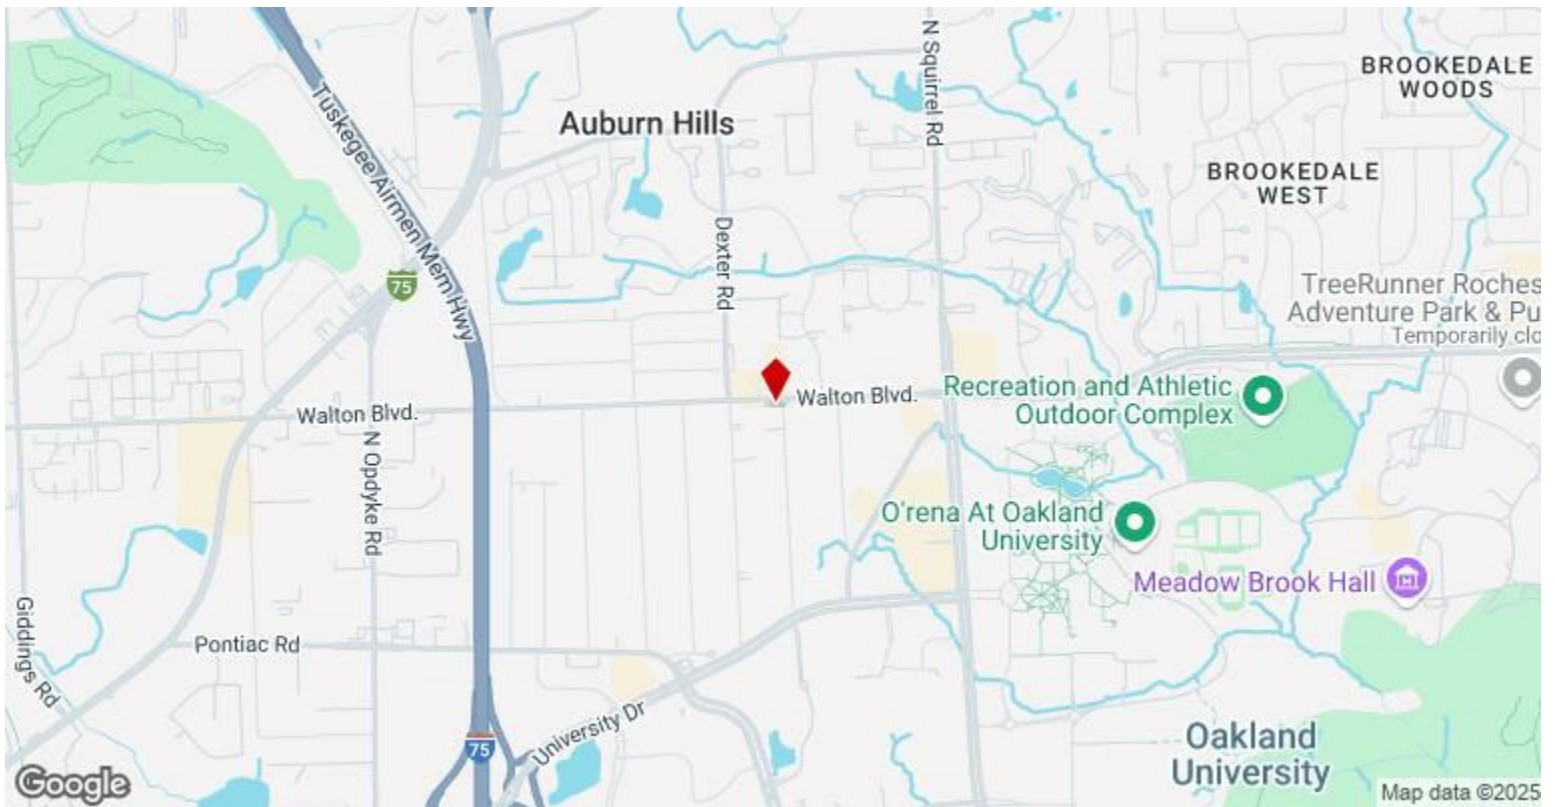 N Squirrel Rd
BROOKEDALE
WOODS
Tuskegee Airmen Mem Hwy
Auburn Hills
BROOKEDALE
WEST
Dexter Rd
75
TreeRunner Roches
Adventure Park & Pu
Temporarily clo
Walton Blvd.
Recreation and Athletic
Outdoor Complex
Walton Blvd.
N Opdyke Rd
O'rena At Oakland
University
Meadow Brook Hall
Giddings Rd
Pontiac Rd
University Dr
75
Oakland
University
Google
Map data ©2025